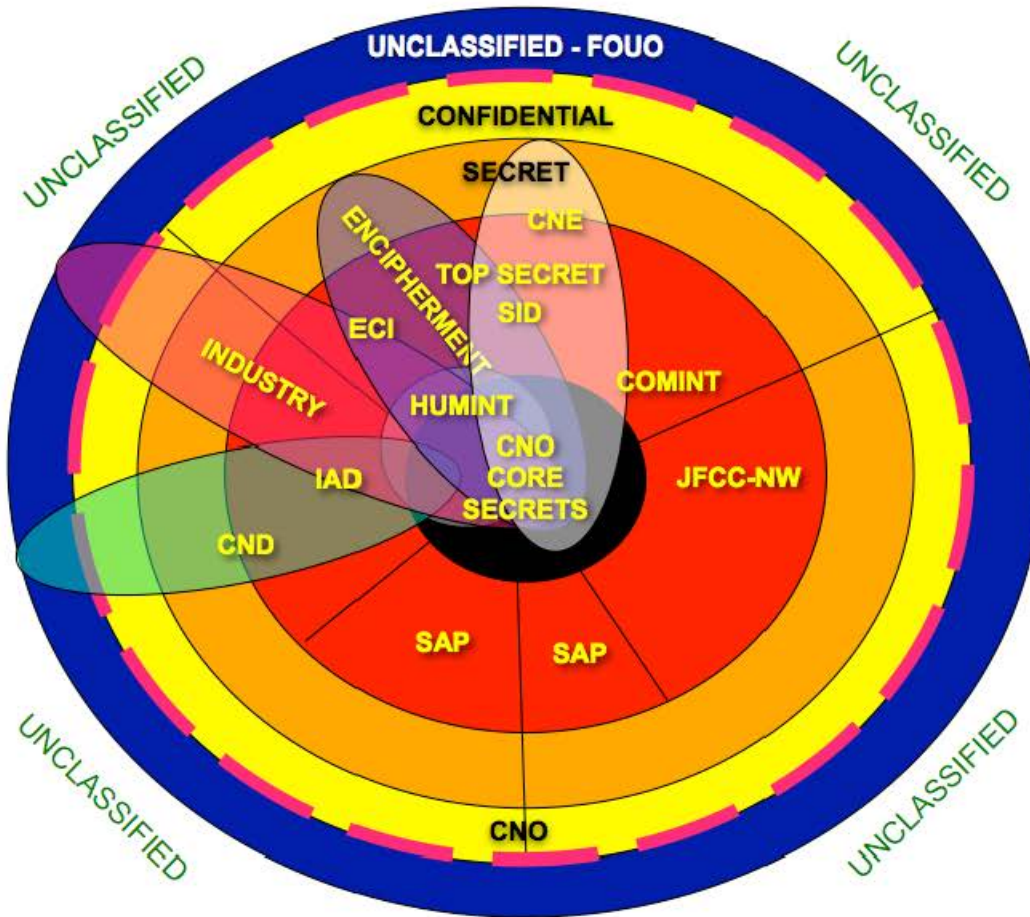 UNCLASSIFIED - FOUO
UNCLASSIFIED
UNCLASSIFIED
CONFIDENTIAL
SECRET
CNE
ENCIPHERMENT
TOP SECRET
SID
ECI
INDUSTRY
COMINT
HUMINT
CNO
CORE
SECRETS
IAD
JFCC-NW
CND
SAP
SAP
UNCLASSIFIED
UNCLASSIFIED
CNO